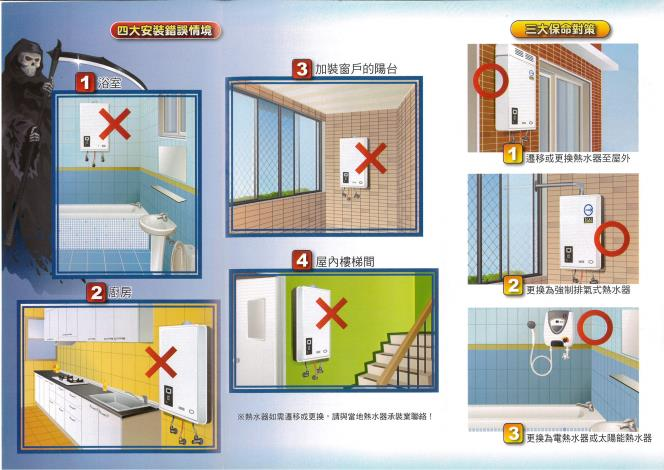 四大安裝錯誤情境
1 浴室
2 廚房
3 加裝窗戶的陽台
4 屋內樓梯間
※熱水器如需遷移或更換，請與當地熱水器承裝業聯絡！
三大保命對策
1 遷移或更換熱水器至屋外
2 更換為強制排氣式熱水器
3 更換為電熱水器或太陽能熱水器